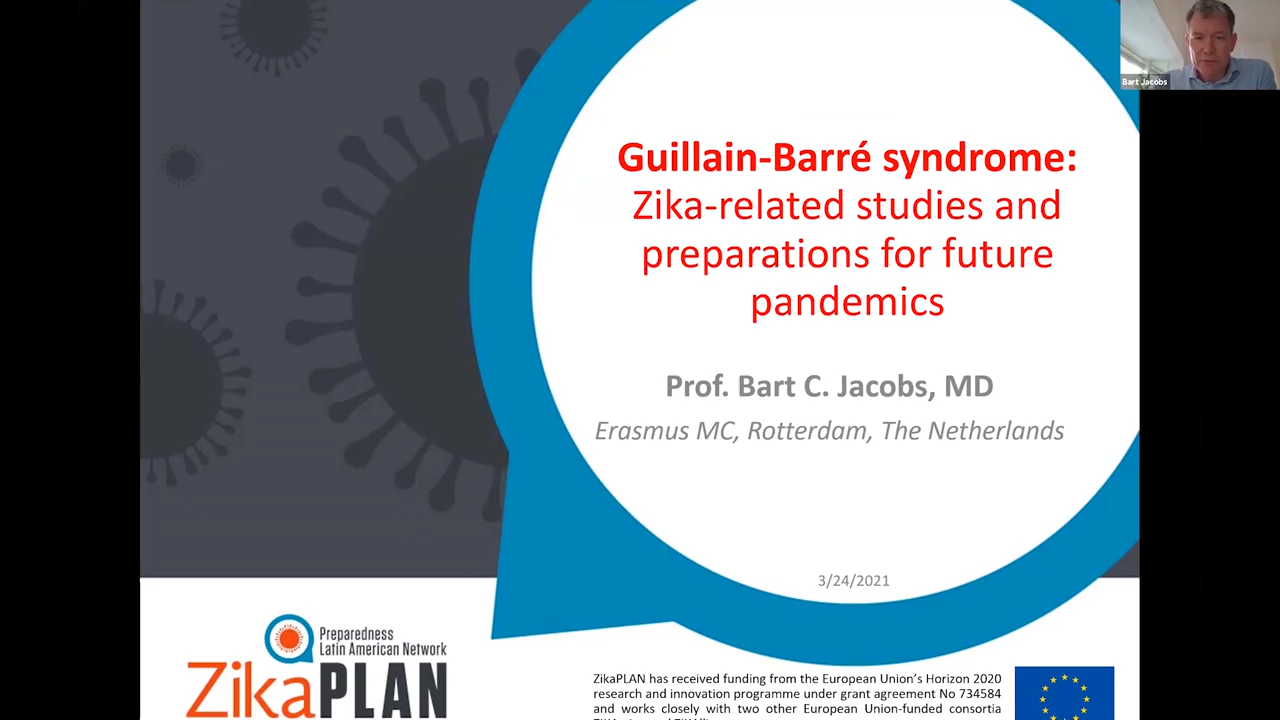 Bart Jacobs
Guillain-Barré syndrome:
Zika-related studies and
preparations for future
pandemics
Prof. Bart C. Jacobs, MD
Erasmus MC, Rotterdam, The Netherlands
3/24/2021
Preparedness
Latin American Network
ZikaPLAN
ZikaPLAN has received funding from the European Union's Horizon 2020
research and innovation programme under grant agreement No 734584
and works closely with two other European Union-funded consortia